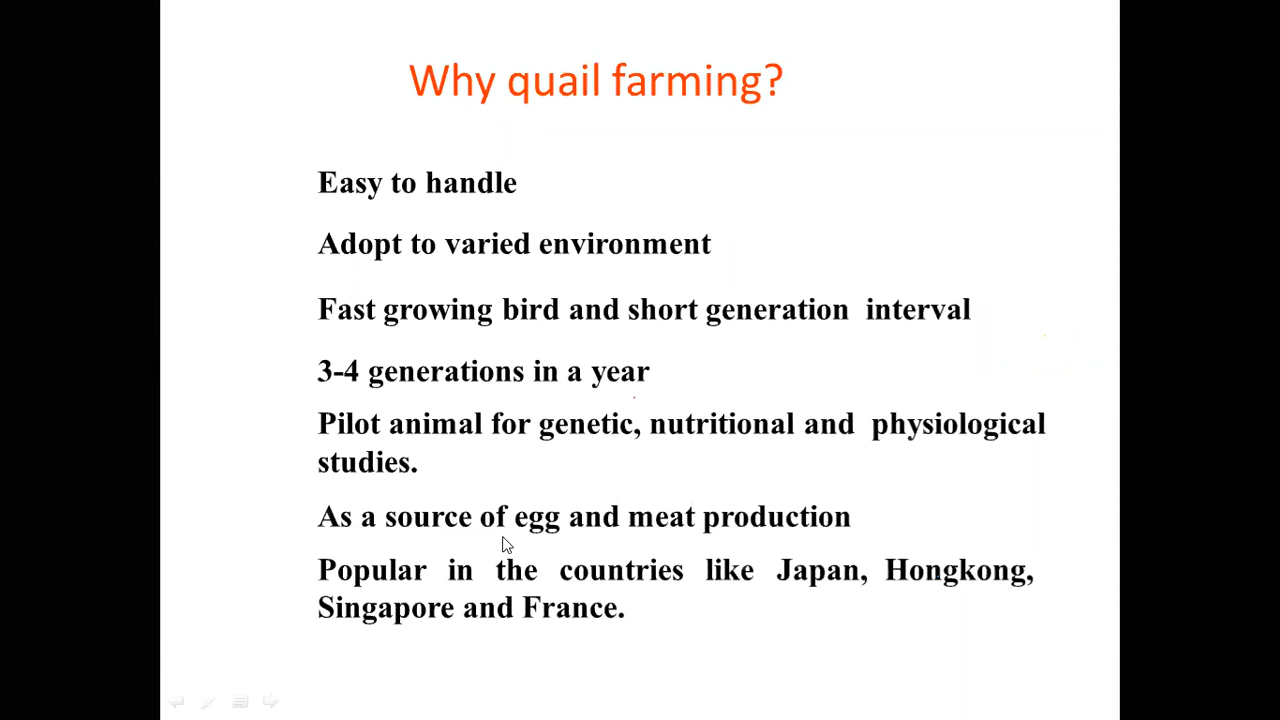 Why quail farming?
Easy to handle
Adopt to varied environment
Fast growing bird and short generation interval
3-4 generations in a year
Pilot animal for genetic, nutritional and physiological
studies.
As a source of egg and meat production
Popular in the countries like Japan, Hongkong,
Singapore and France.